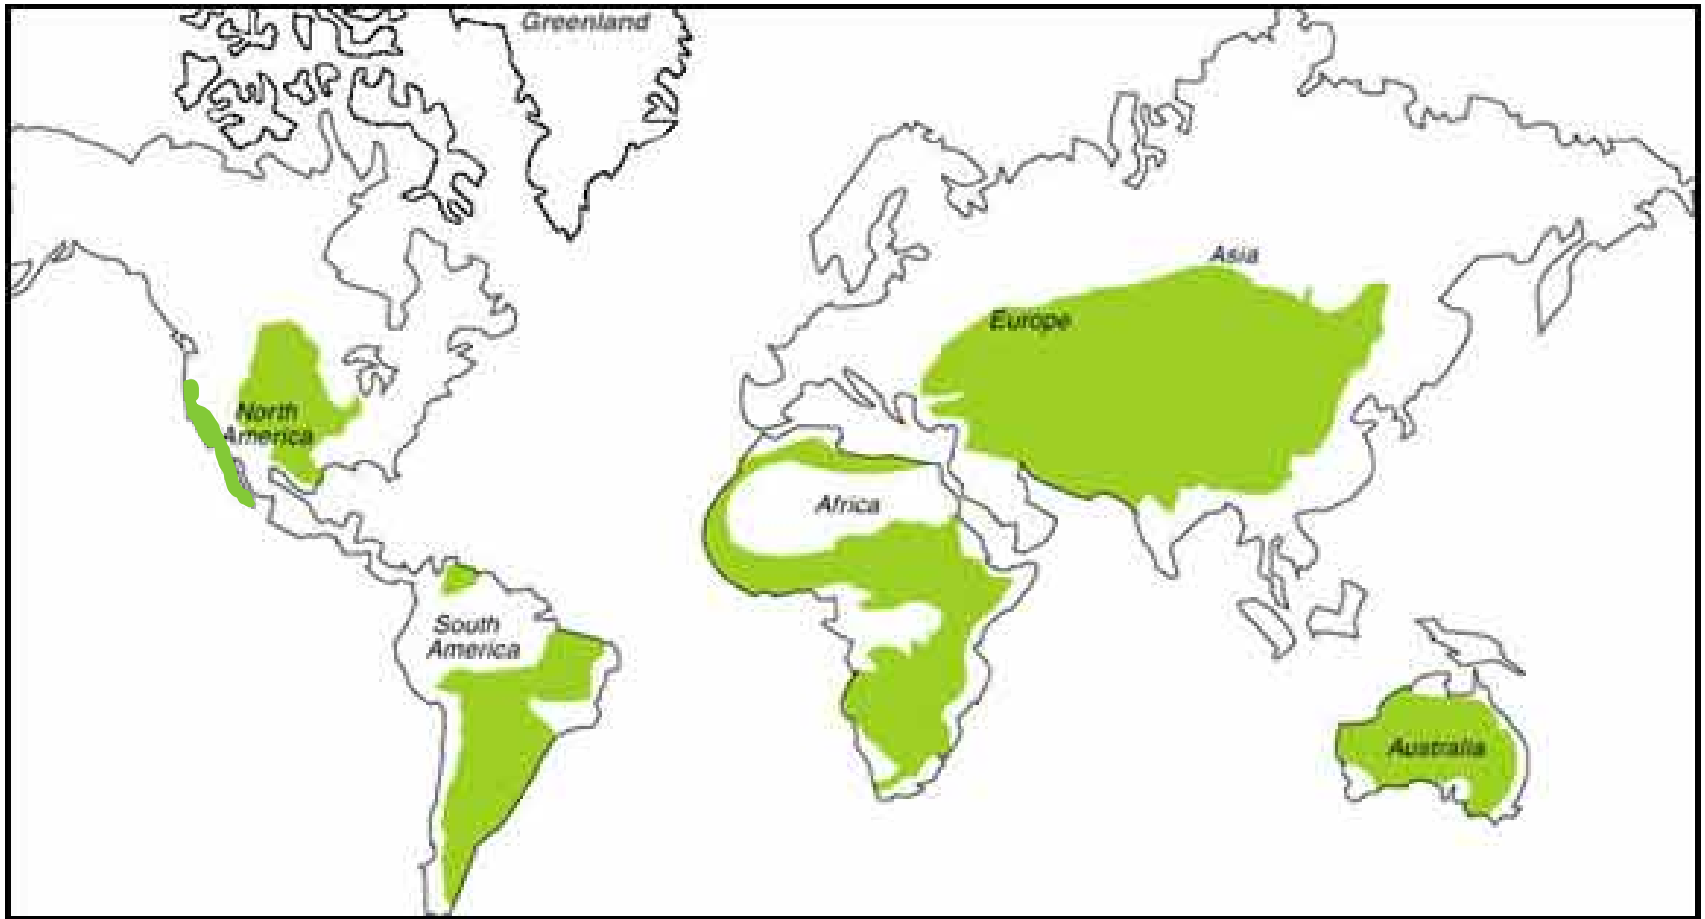 Greenland
Asia
Europe
North
America
Africa
South
America
Australia